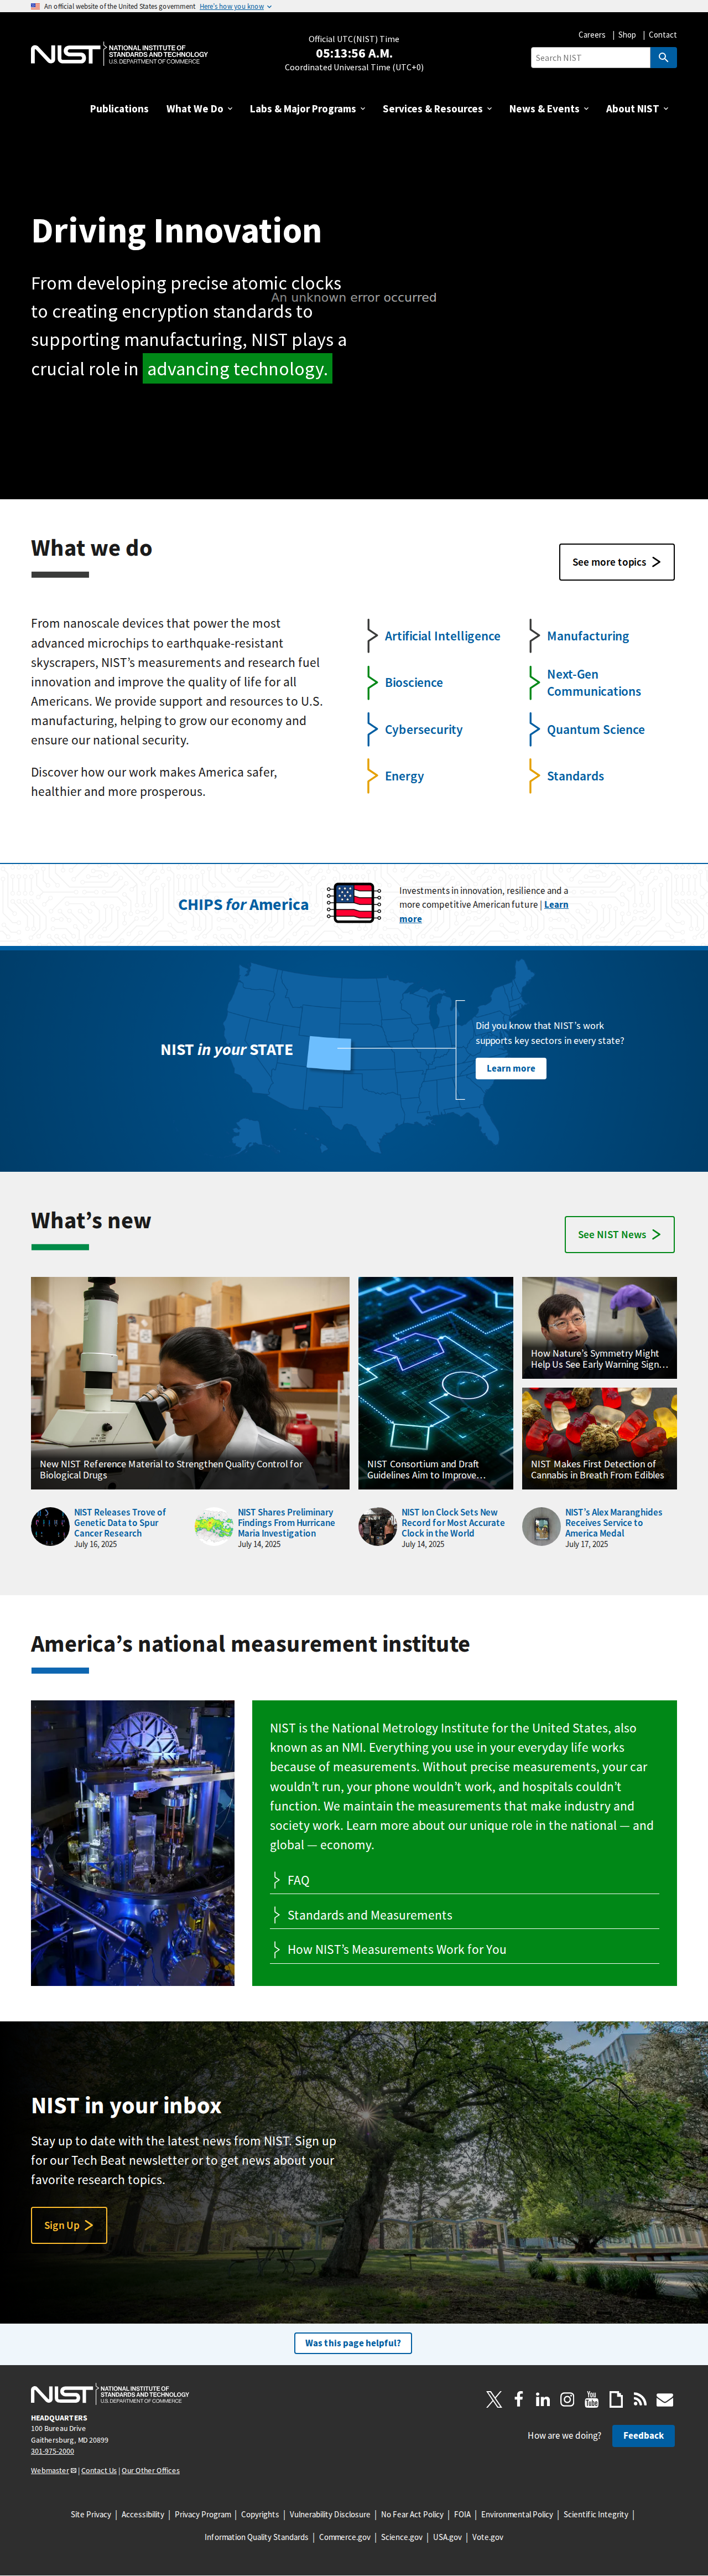 An official website of the United States government Here's how you know
NIST NATIONAL INSTITUTE OF
STANDARDS AND TECHNOLOGY
U.S. DEPARTMENT OF COMMERCE
Official UTC(NIST) Time
05:13:56 A.M.
Coordinated Universal Time (UTC+0)
Careers | Shop | Contact
Search NIST
Publications What We Do Labs & Major Programs Services & Resources News & Events About NIST
Driving Innovation
From developing precise atomic clocks
An unknown error occurred
to creating encryption standards to
supporting manufacturing, NIST plays a
crucial role in advancing technology.
What we do
See more topics
From nanoscale devices that power the most
advanced microchips to earthquake-resistant
skyscrapers, NIST's measurements and research fuel
innovation and improve the quality of life for all
Americans. We provide support and resources to U.S.
manufacturing, helping to grow our economy and
ensure our national security.
Discover how our work makes America safer,
healthier and more prosperous.
Artificial Intelligence
Bioscience
Cybersecurity
Energy
Manufacturing
Next-Gen
Communications
Quantum Science
Standards
CHIPS for America
Investments in innovation, resilience and a
more competitive American future | Learn
more
NIST in your STATE
Did you know that NIST's work
supports key sectors in every state?
Learn more
What's new
See NIST News
New NIST Reference Material to Strengthen Quality Control for
Biological Drugs
NIST Consortium and Draft
Guidelines Aim to Improve…
How Nature's Symmetry Might
Help Us See Early Warning Sign…
NIST Makes First Detection of
Cannabis in Breath From Edibles
NIST Releases Trove of
Genetic Data to Spur
Cancer Research
July 16, 2025
NIST Shares Preliminary
Findings From Hurricane
Maria Investigation
July 14, 2025
NIST Ion Clock Sets New
Record for Most Accurate
Clock in the World
July 14, 2025
NIST's Alex Maranghides
Receives Service to
America Medal
July 17, 2025
America's national measurement institute
NIST is the National Metrology Institute for the United States, also
known as an NMI. Everything you use in your everyday life works
because of measurements. Without precise measurements, your car
wouldn't run, your phone wouldn't work, and hospitals couldn't
function. We maintain the measurements that make industry and
society work. Learn more about our unique role in the national — and
global — economy.
FAQ
Standards and Measurements
How NIST's Measurements Work for You
NIST in your inbox
Stay up to date with the latest news from NIST. Sign up
for our Tech Beat newsletter or to get news about your
favorite research topics.
Sign Up
Was this page helpful?
NIST NATIONAL INSTITUTE OF
STANDARDS AND TECHNOLOGY
U.S. DEPARTMENT OF COMMERCE
HEADQUARTERS
100 Bureau Drive
Gaithersburg, MD 20899
301-975-2000
Webmaster | Contact Us | Our Other Offices
You Tube
How are we doing? Feedback
Site Privacy | Accessibility | Privacy Program | Copyrights | Vulnerability Disclosure | No Fear Act Policy | FOIA | Environmental Policy | Scientific Integrity |
Information Quality Standards | Commerce.gov | Science.gov | USA.gov | Vote.gov